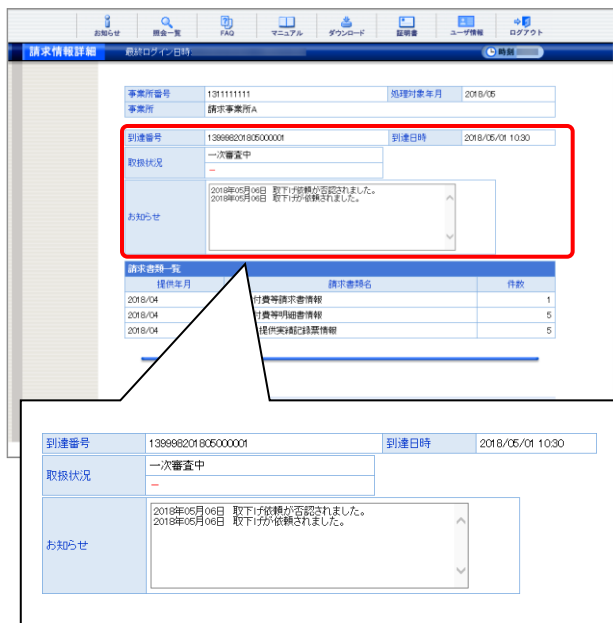 お知らせ 照会一覧 FAQ マニュアル ダウンロード 証明書 ユーザ情報 ログアウト
請求情報詳細 最終ログイン日時: 時刻
事業所番号 1311111111 処理対象年月 2018/05
事業所 請求事業所A
到達番号 13999820180500001 到達日時 2018/05/01 10:30
取扱状況 一次審査中
−
お知らせ
2018年05月06日 取下げ依頼が否認されました。
2018年05月06日 取下げが依頼されました。
請求書類一覧
提供年月 請求書類名 件数
2018/04 付費等請求書情報 1
2018/04 付費等明細書情報 5
2018/04 提供実績記録票情報 5
到達番号 139998201805000001 到達日時 2018/05/01 10:30
取扱状況 一次審査中
−
お知らせ
2018年05月06日 取下げ依頼が否認されました。
2018年05月06日 取下げが依頼されました。